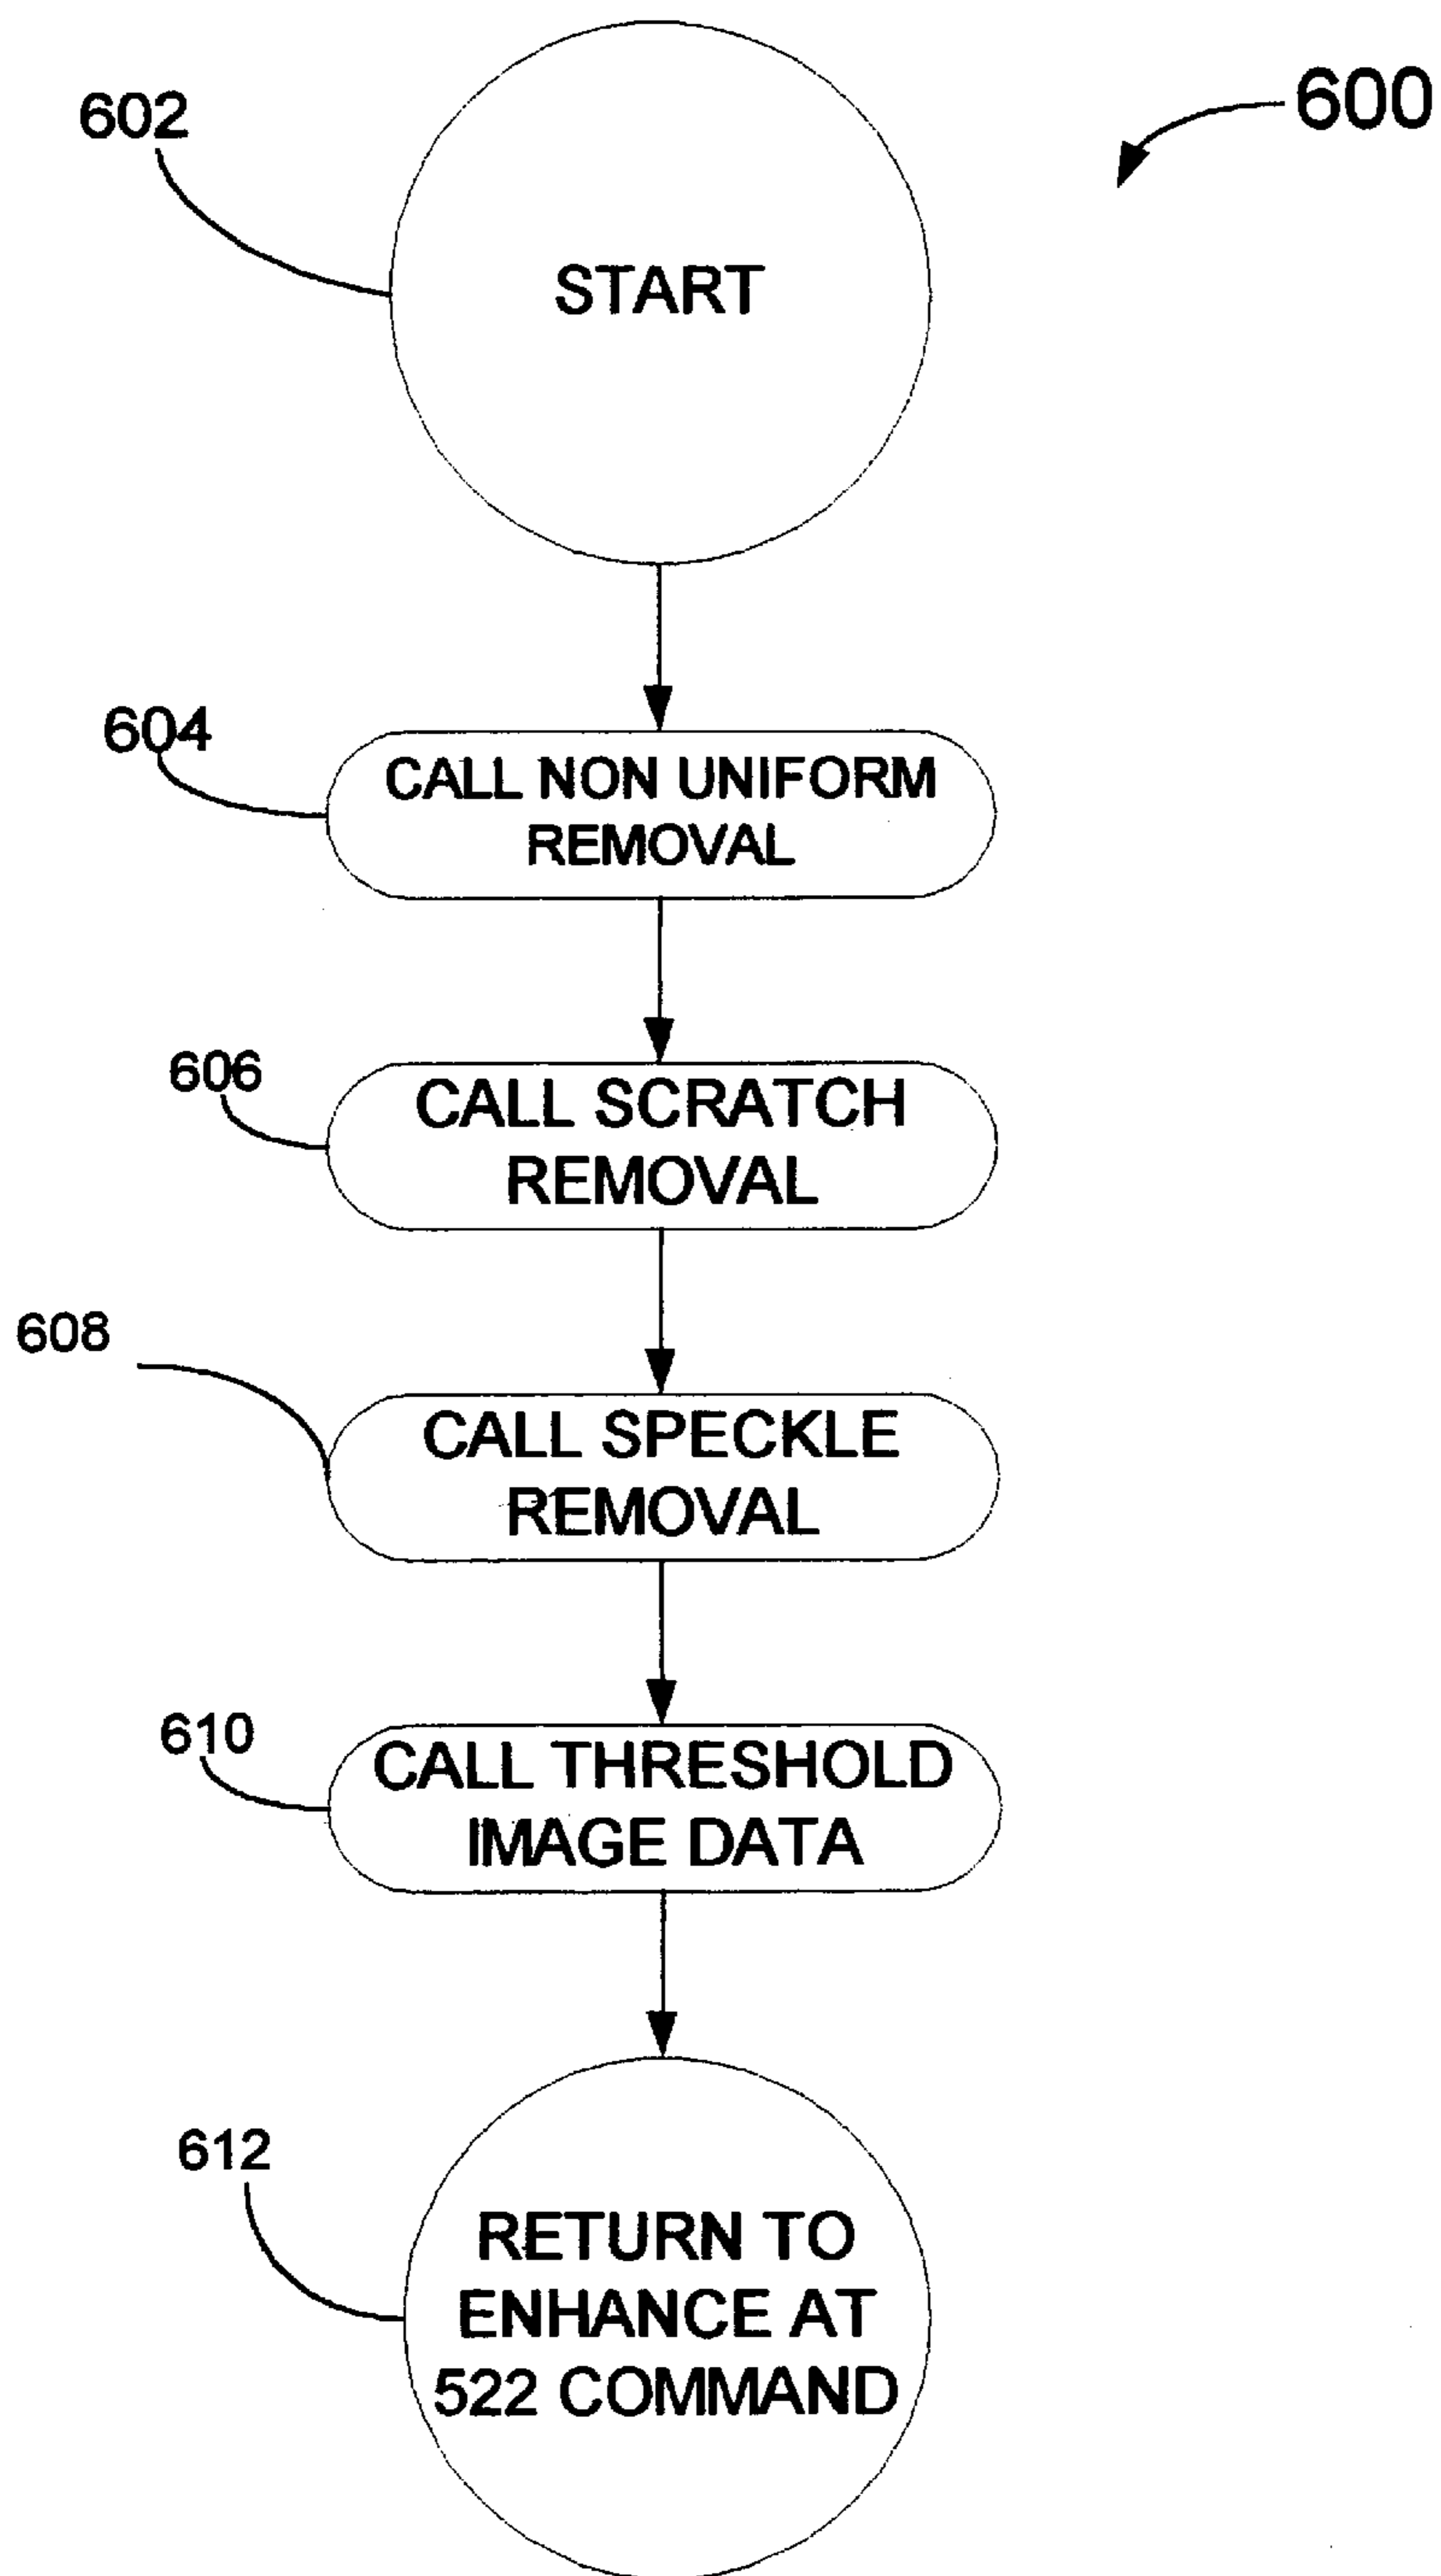 600
602
START
604
CALL NON UNIFORM
REMOVAL
606
CALL SCRATCH
REMOVAL
608
CALL SPECKLE
REMOVAL
610
CALL THRESHOLD
IMAGE DATA
612
RETURN TO
ENHANCE AT
522 COMMAND